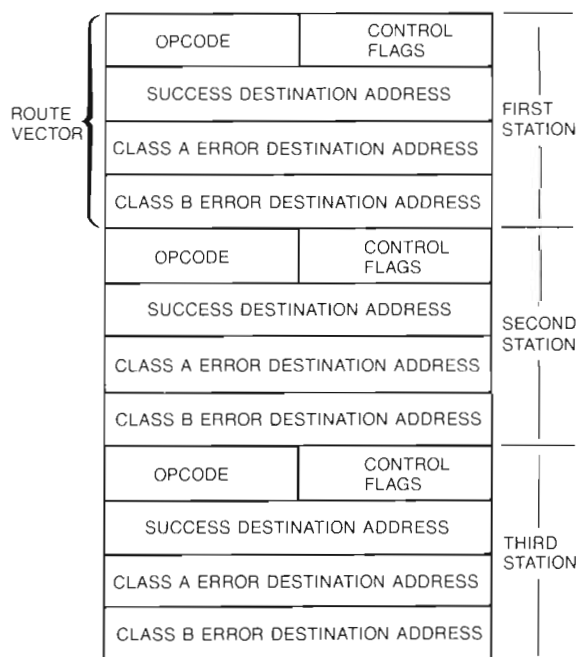 OPCODE
CONTROL
FLAGS
SUCCESS DESTINATION ADDRESS
CLASS A ERROR DESTINATION ADDRESS
CLASS B ERROR DESTINATION ADDRESS
ROUTE
VECTOR
FIRST
STATION
OPCODE
CONTROL
FLAGS
SUCCESS DESTINATION ADDRESS
CLASS A ERROR DESTINATION ADDRESS
CLASS B ERROR DESTINATION ADDRESS
SECOND
STATION
OPCODE
CONTROL
FLAGS
SUCCESS DESTINATION ADDRESS
CLASS A ERROR DESTINATION ADDRESS
CLASS B ERROR DESTINATION ADDRESS
THIRD
STATION